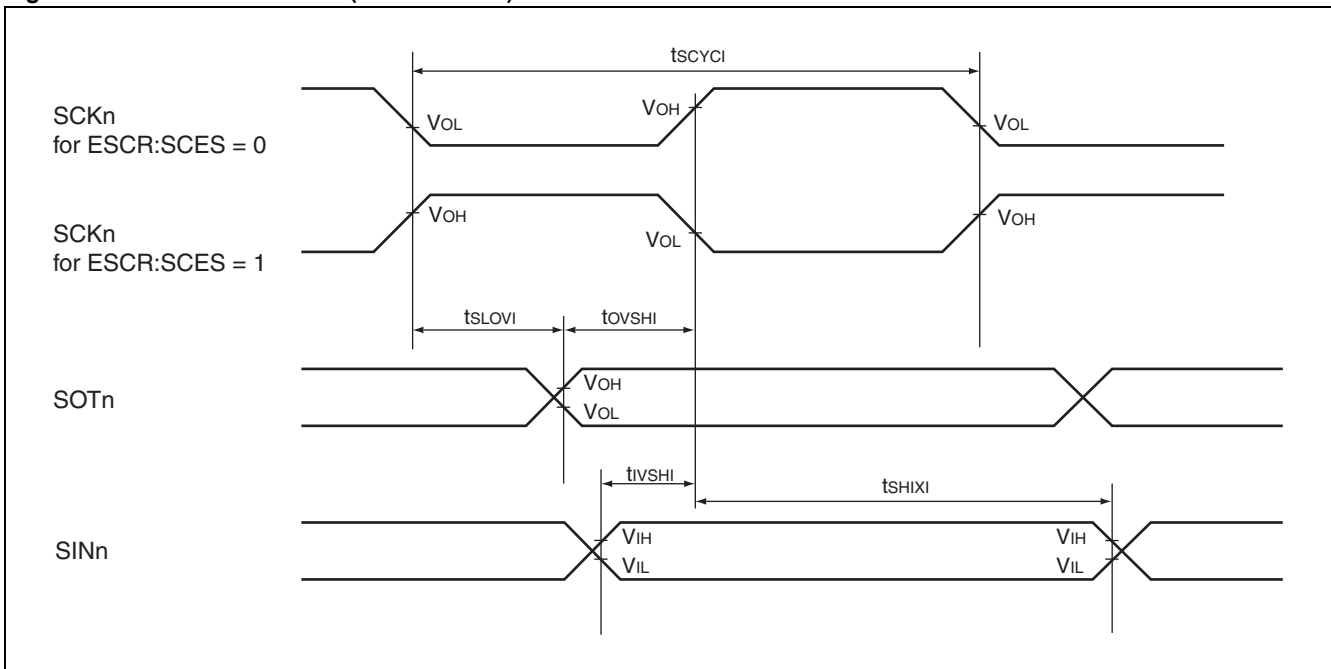 tSCYCI
SCKn
for ESCR:SCES = 0
VOL
VOH
VOL
SCKn
for ESCR:SCES = 1
VOH
VOL
VOH
tSLOVI
tOVSHI
SOTn
VOH
VOL
tIVSHI
tSHIXI
SINn
VIH
VIL
VIH
VIL